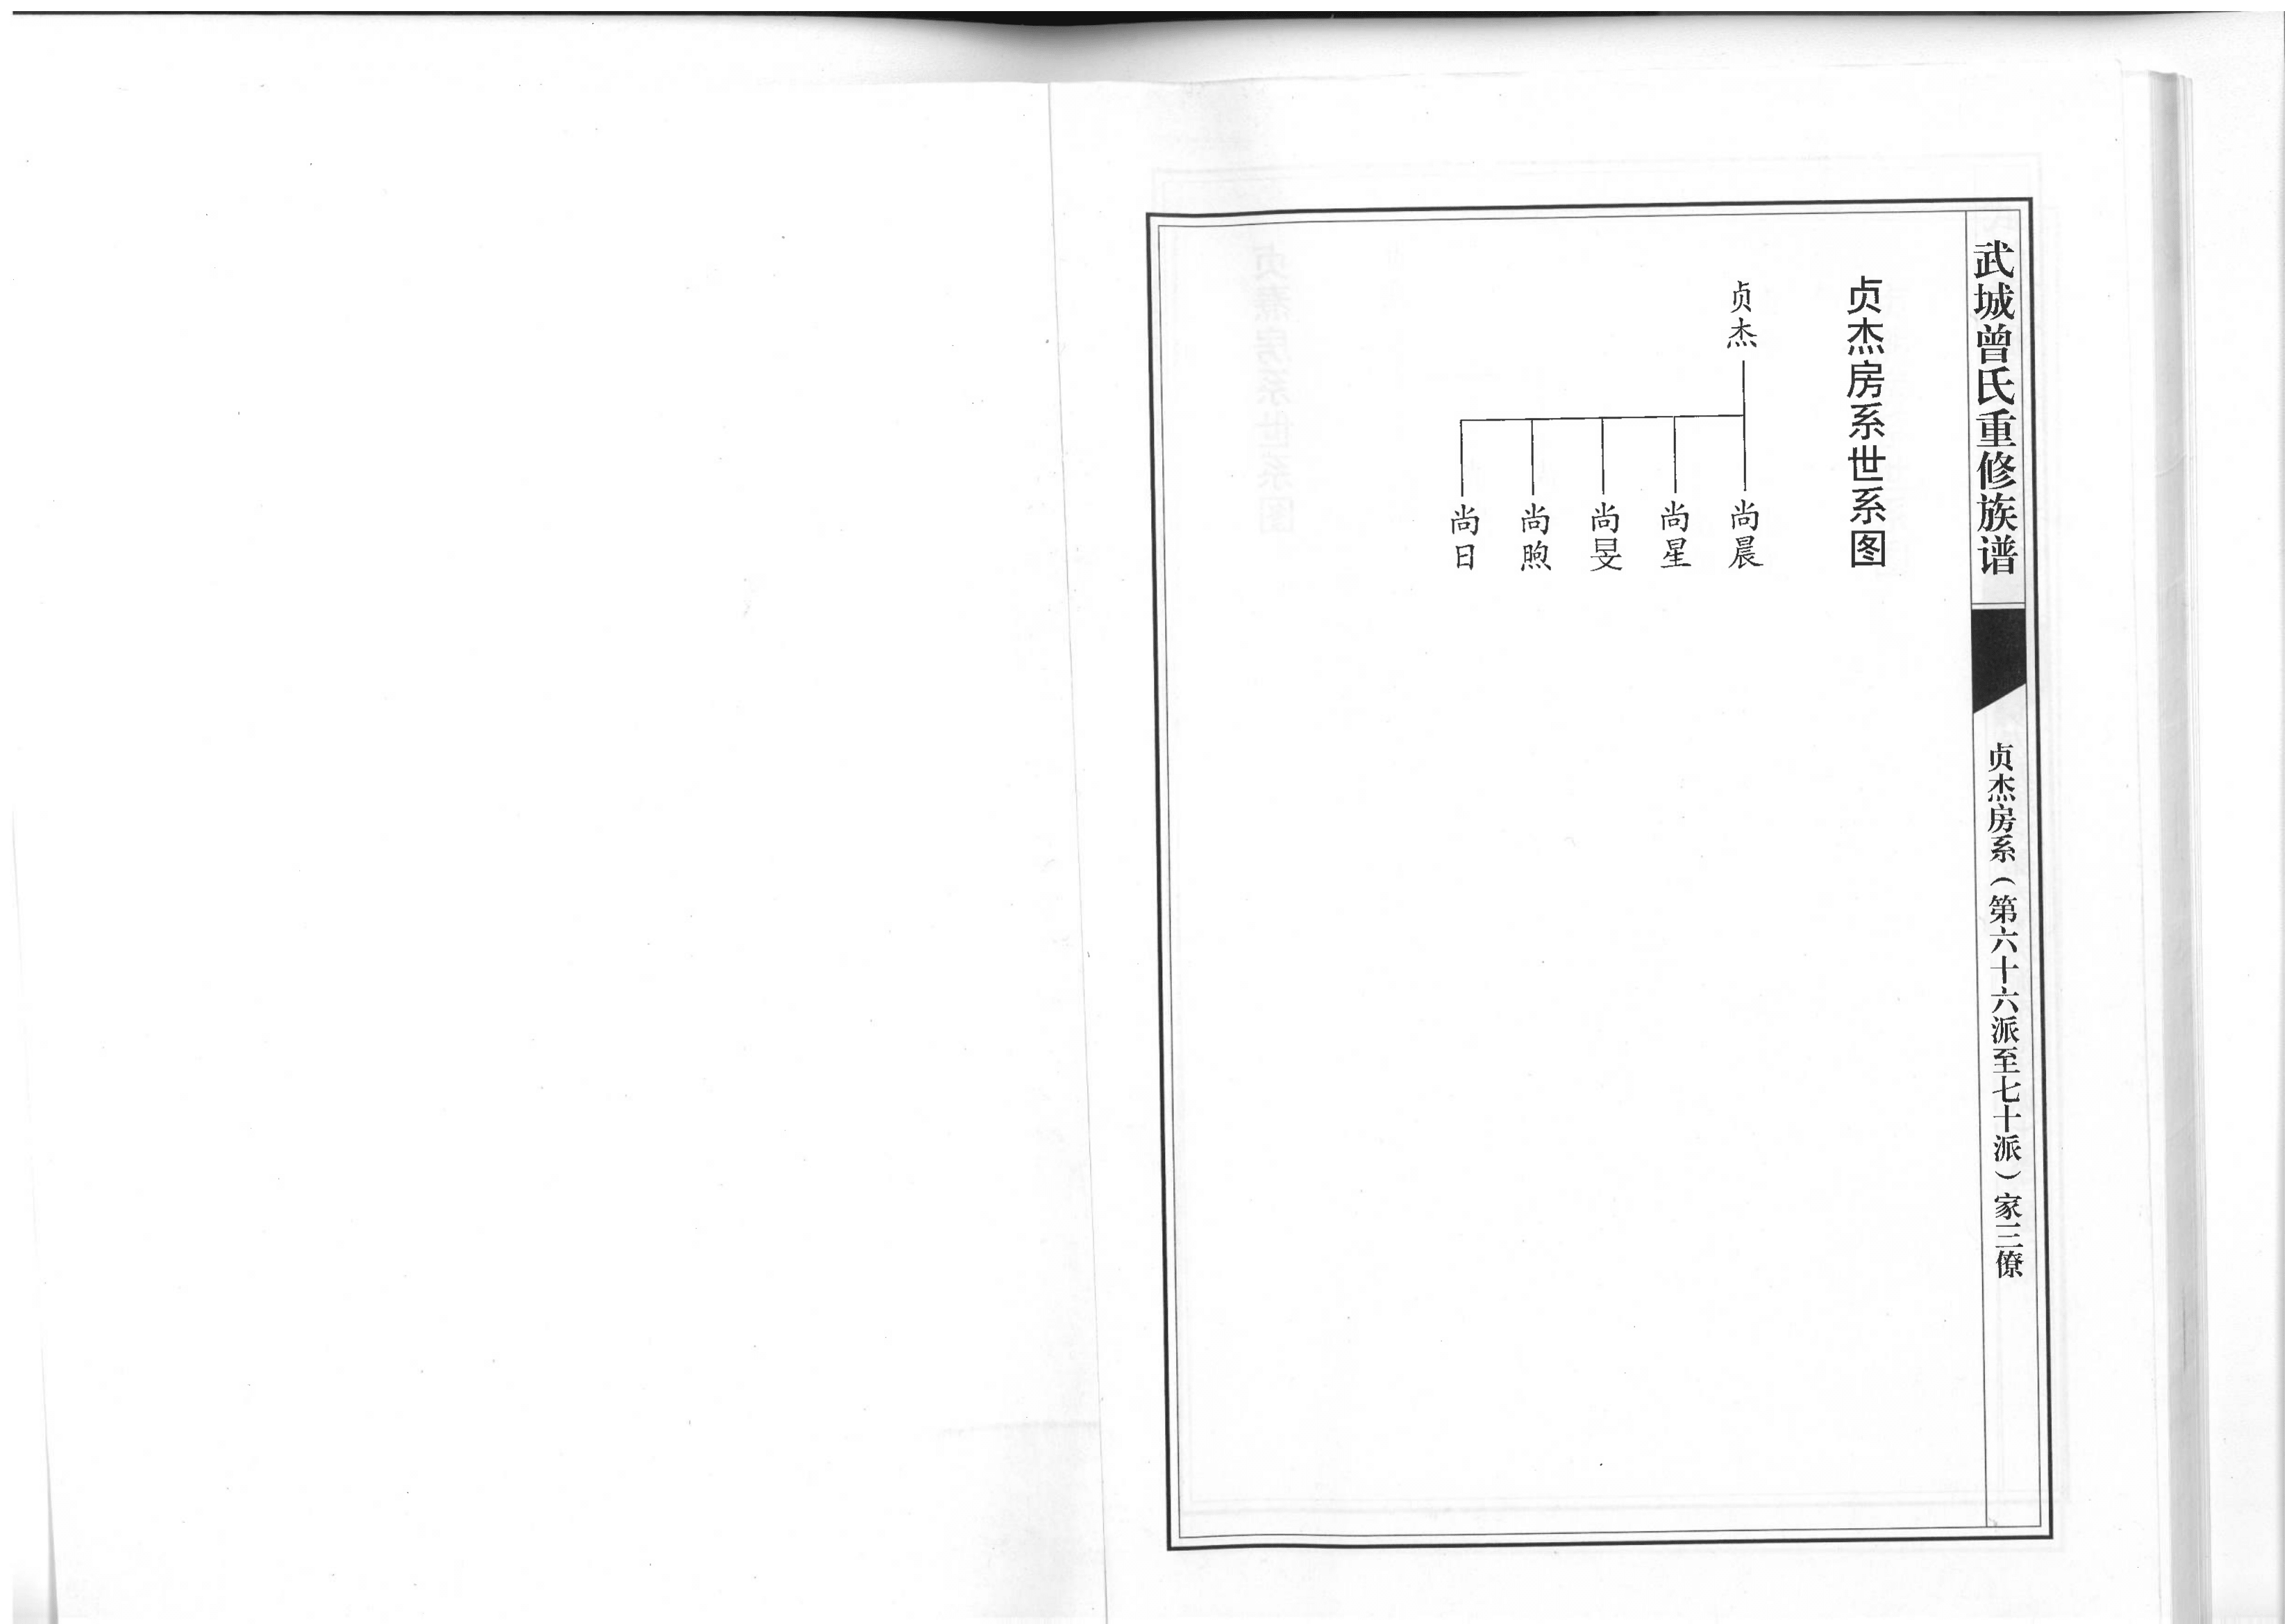 武城曾氏重修族谱
贞杰房系（第六十六派至七十派）家三僚
贞杰房系世系图
贞杰
尚晨
尚星
尚旻
尚煦
尚日